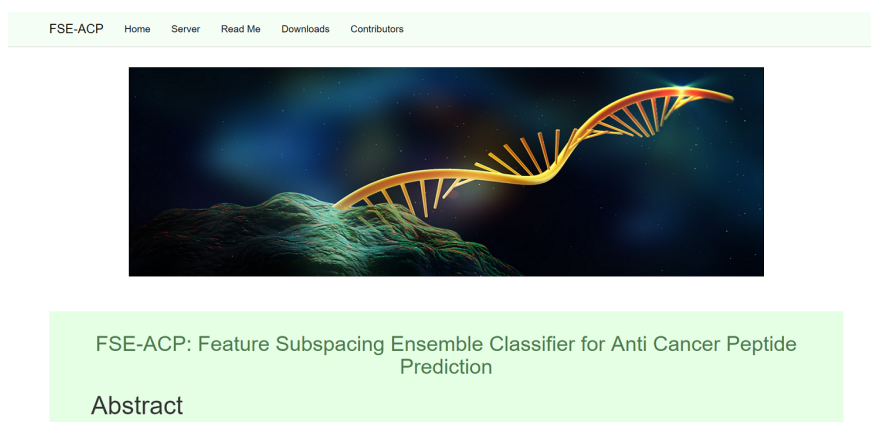 FSE-ACP Home Server Read Me Downloads Contributors
FSE-ACP: Feature Subspacing Ensemble Classifier for Anti Cancer Peptide
Prediction
Abstract